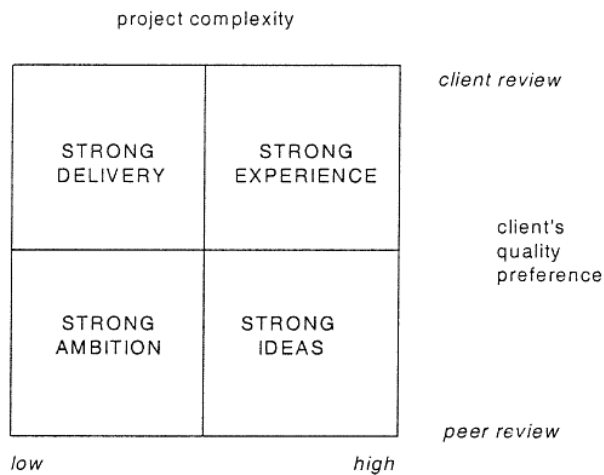 project complexity
client review
STRONG
DELIVERY
STRONG
EXPERIENCE
client's
quality
preference
STRONG
AMBITION
STRONG
IDEAS
peer review
low
high